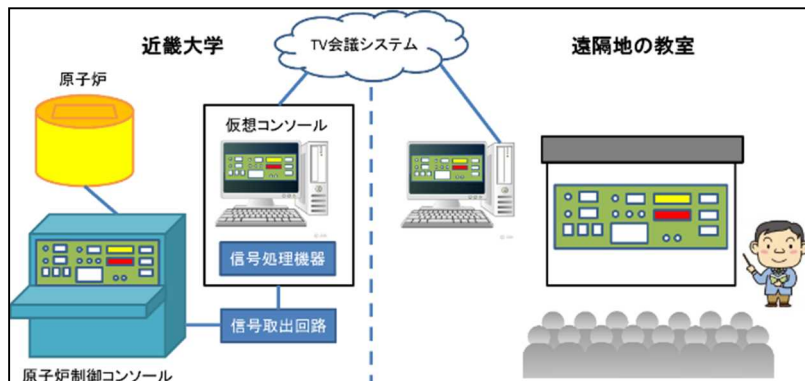 近畿大学
TV会議システム
遠隔地の教室
原子炉
仮想コンソール
信号処理機器
信号取出回路
原子炉制御コンソール